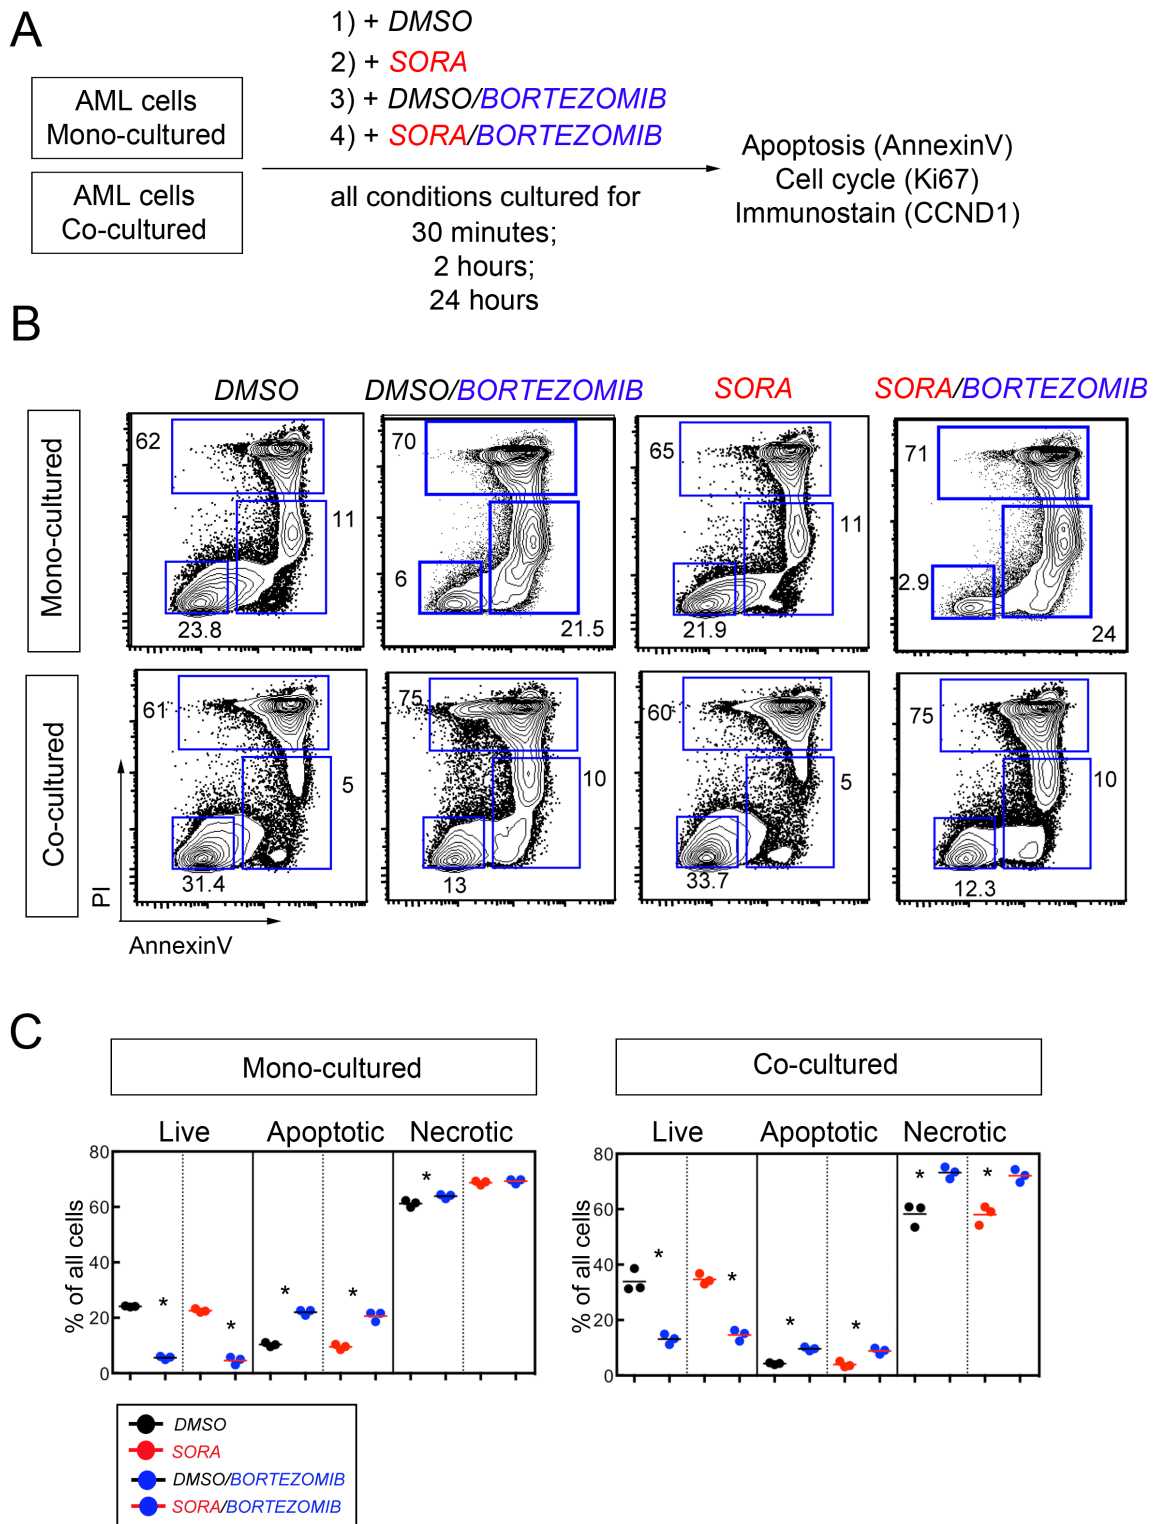 A
1) + DMSO
2) + SORA
3) + DMSO/BORTEZOMIB
4) + SORA/BORTEZOMIB
AML cells
Mono-cultured
AML cells
Co-cultured
all conditions cultured for
30 minutes;
2 hours;
24 hours
Apoptosis (AnnexinV)
Cell cycle (Ki67)
Immunostain (CCND1)
B
DMSO DMSO/BORTEZOMIB SORA SORA/BORTEZOMIB
Mono-cultured
62 11 23.8
70 6 21.5
65 11 21.9
71 2.9 24
Co-cultured
61 5 31.4
75 10 13
60 5 33.7
75 10 12.3
PI
AnnexinV
C
Mono-cultured
Live Apoptotic Necrotic
% of all cells
80
60
40
20
0
* * * * *
Co-cultured
Live Apoptotic Necrotic
% of all cells
80
60
40
20
0
* * * * * *
DMSO
SORA
DMSO/BORTEZOMIB
SORA/BORTEZOMIB